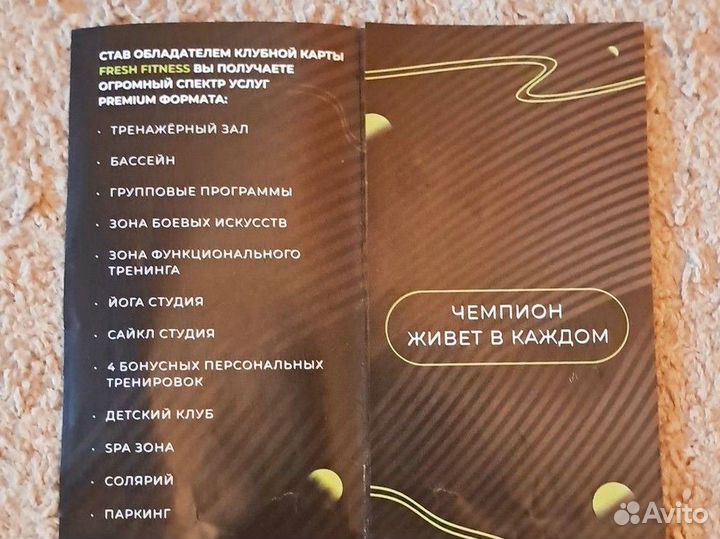 СТАВ ОБЛАДАТЕЛЕМ КЛУБНОЙ КАРТЫ
FRESH FITNESS ВЫ ПОЛУЧАЕТЕ
ОГРОМНЫЙ СПЕКТР УСЛУГ
PREMIUM ФОРМАТА:
· ТРЕНАЖЁРНЫЙ ЗАЛ
· БАССЕЙН
· ГРУППОВЫЕ ПРОГРАММЫ
· ЗОНА БОЕВЫХ ИСКУССТВ
· ЗОНА ФУНКЦИОНАЛЬНОГО
ТРЕНИНГА
· ЙОГА СТУДИЯ
· САЙКЛ СТУДИЯ
· 4 БОНУСНЫХ ПЕРСОНАЛЬНЫХ
ТРЕНИРОВОК
· ДЕТСКИЙ КЛУБ
· SPA ЗОНА
· СОЛЯРИЙ
· ПАРКИНГ
ЧЕМПИОН
ЖИВЕТ В КАЖДОМ
Avito